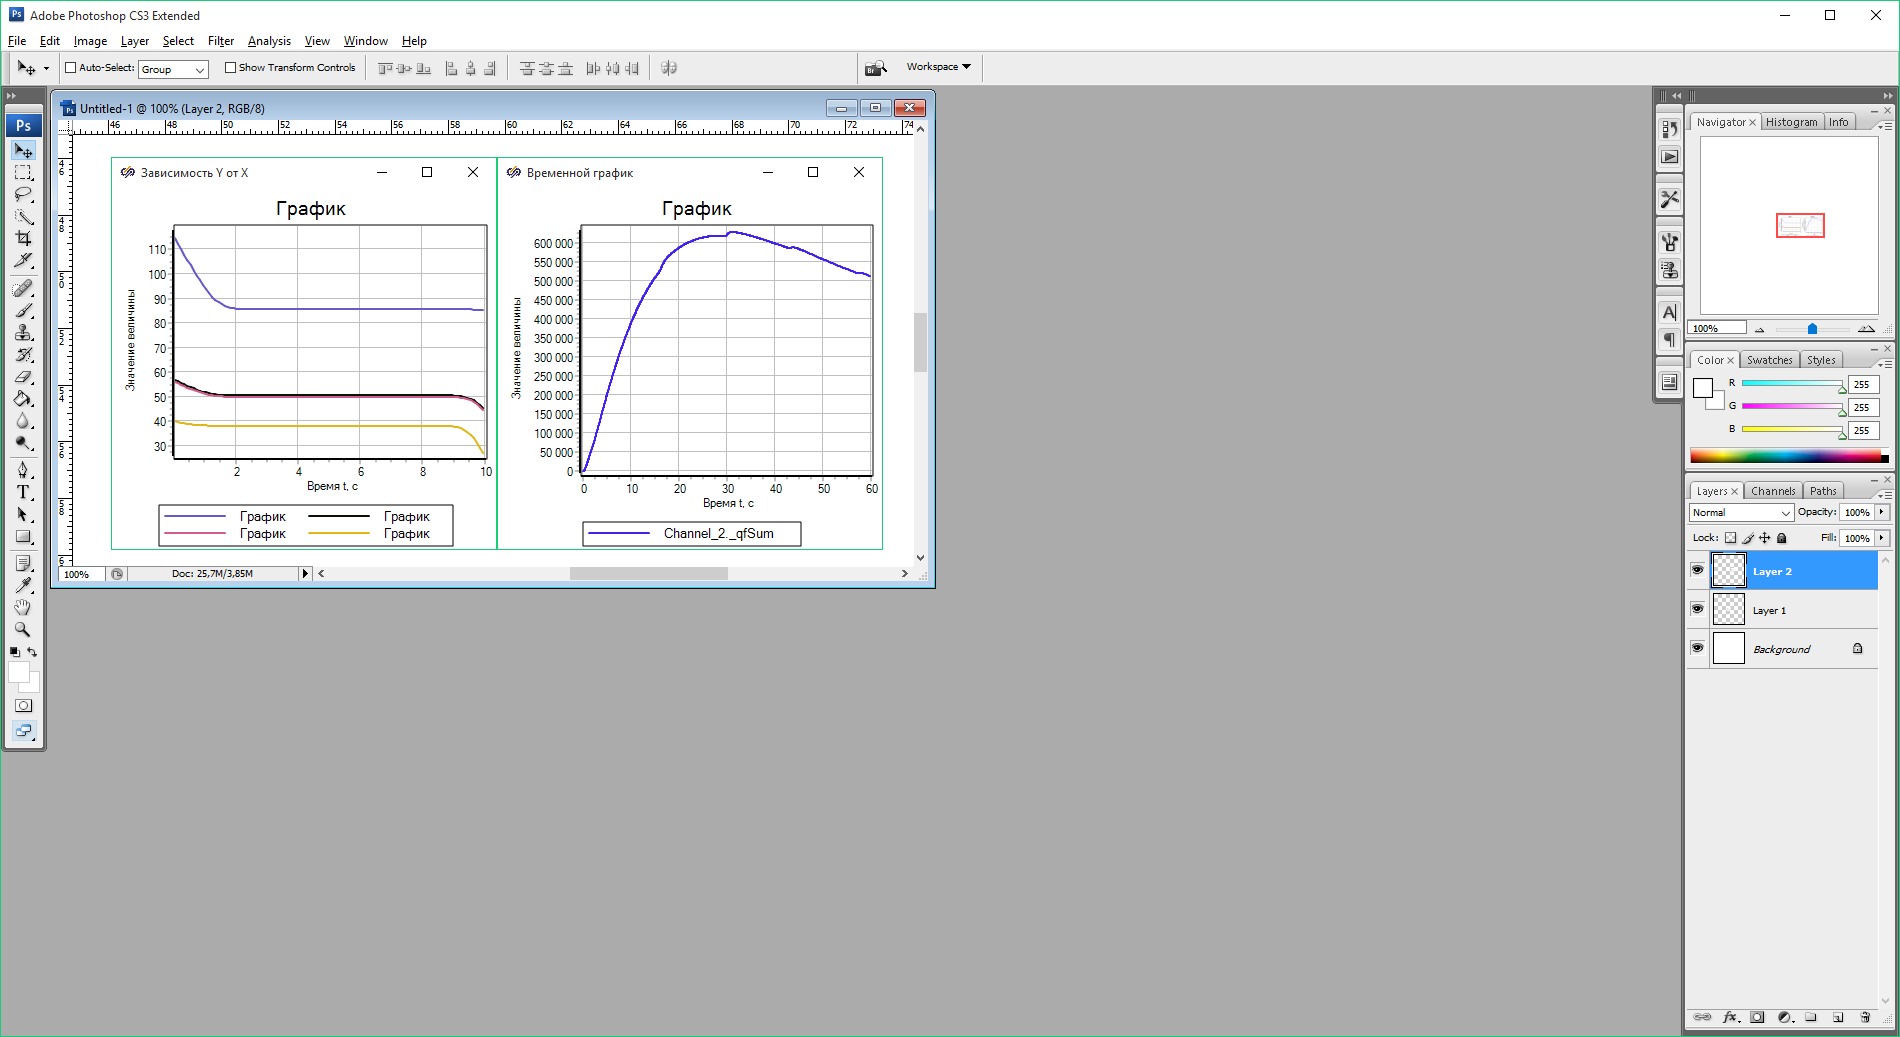 Adobe Photoshop CS3 Extended
File Edit Image Layer Select Filter Analysis View Window Help
Auto-Select: Group Show Transform Controls Workspace
Ps
Untitled-1 @ 100% (Layer 2, RGB/8)
46 48 50 52 54 56 58 60 62 64 66 68 70 72 74
Зависимость Y от X
График
Значение величины
110
100
90
80
70
60
50
40
30
2 4 6 8 10
Время t, с
График График
График График
Временной график
График
Значение величины
600 000
550 000
500 000
450 000
400 000
350 000
300 000
250 000
200 000
150 000
100 000
50 000
0
0 10 20 30 40 50 60
Время t, с
Channel_2._qfSum
100% Doc: 25,7M/3,85M
Navigator Histogram Info
100%
Color Swatches Styles
R 255
G 255
B 255
Layers Channels Paths
Normal Opacity: 100%
Lock: Fill: 100%
Layer 2
Layer 1
Background